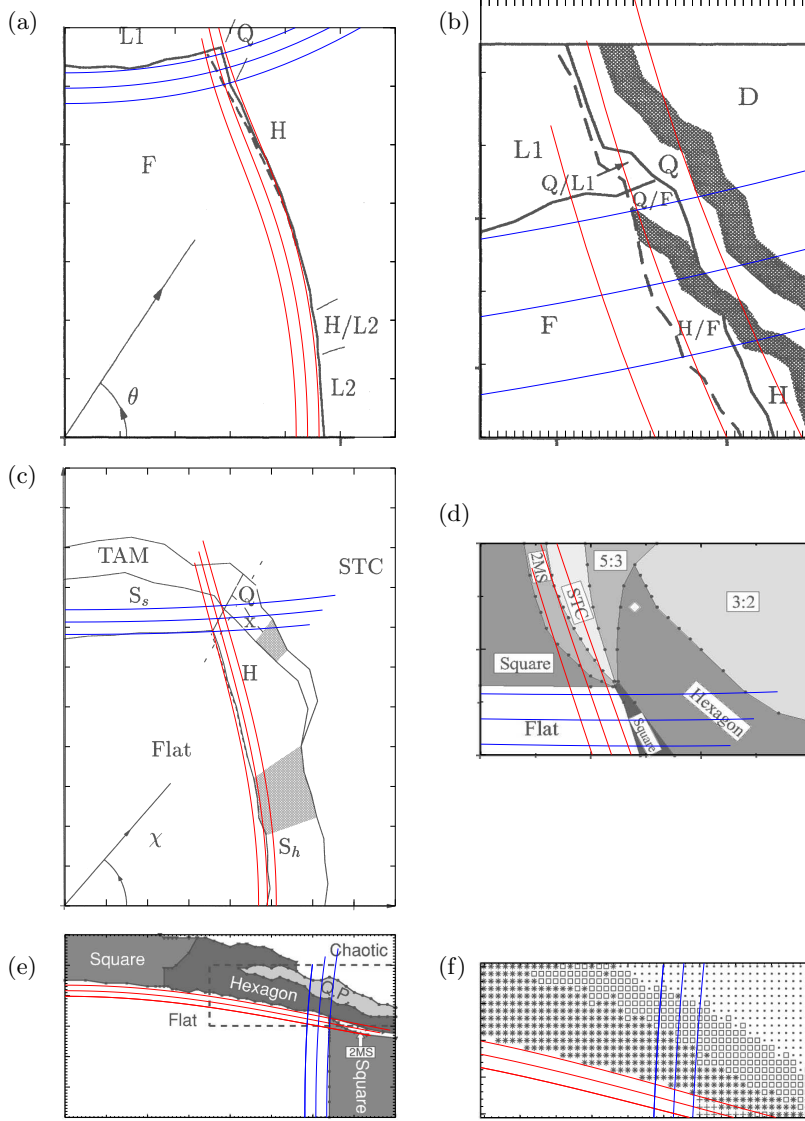 (a)
L1
Q
H
F
θ
H/L2
L2
(b)
D
L1
Q
Q/L1
Q/F
F
H/F
H
(c)
TAM
STC
S_s
Q
X
H
Flat
χ
S_h
(d)
2MS
5:3
STC
3:2
Square
Flat
Hexagon
Square
(e)
Square
Chaotic
Hexagon
Q.P
Flat
2MS
Square
(f)